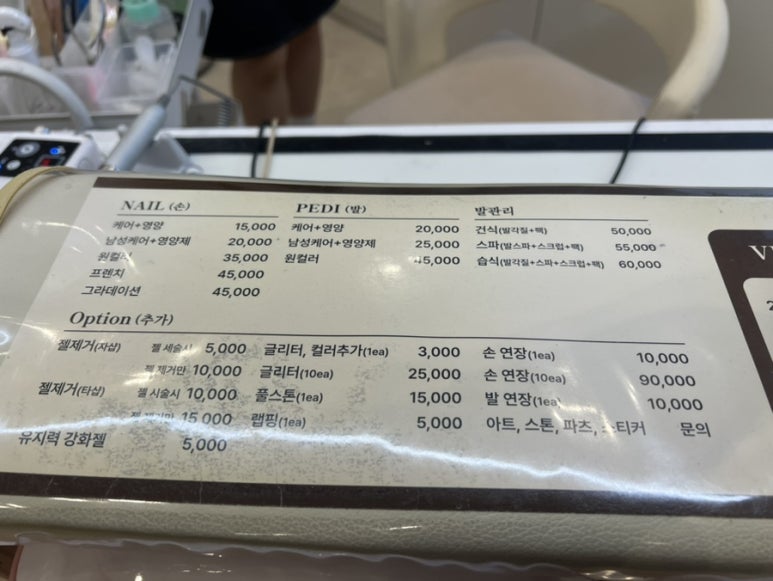 NAIL (손)
케어+영양 15,000
남성케어+영양제 20,000
원컬러 35,000
프렌치 45,000
그라데이션 45,000
PEDI (발)
케어+영양 20,000
남성케어+영양제 25,000
원컬러 45,000
발관리
건식(발각질+팩) 50,000
스파(발스파+스크럽+팩) 55,000
습식(발각질+스파+스크럽+팩) 60,000
Option (추가)
젤제거(자샵) 5,000
젤 제거만 10,000
젤제거(타샵) 젤 시술시 10,000
젤 제거만 15,000
유지력 강화젤 5,000
글리터, 컬러추가(1ea) 3,000
글리터(10ea) 25,000
풀스톤(1ea) 15,000
랩핑(1ea) 5,000
손 연장(1ea) 10,000
손 연장(10ea) 90,000
발 연장(1ea) 10,000
아트, 스톤, 파츠, 스티커 문의